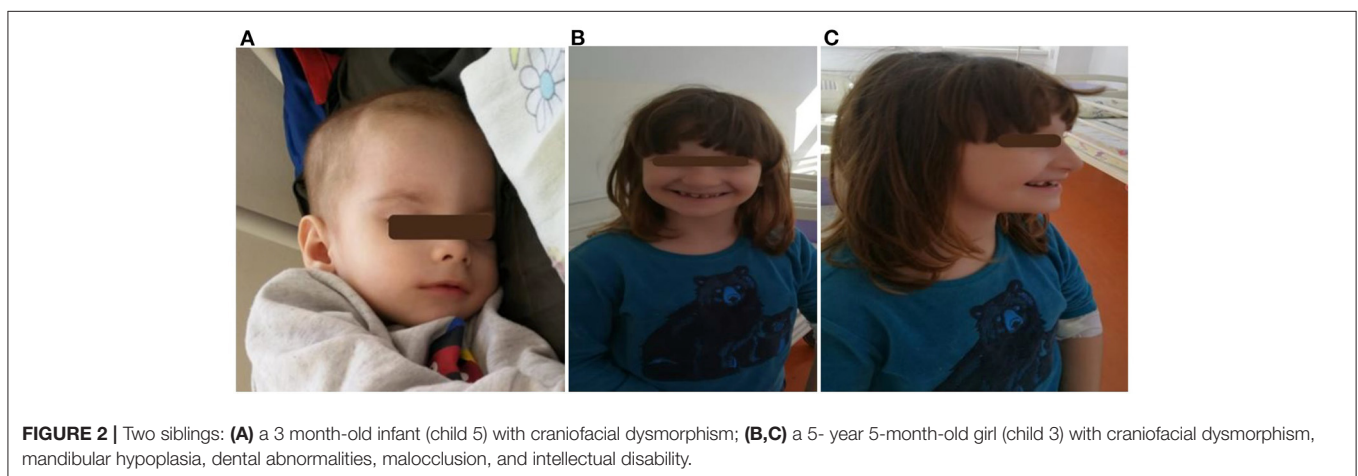 A
B
C
FIGURE 2 | Two siblings: (A) a 3 month-old infant (child 5) with craniofacial dysmorphism; (B,C) a 5- year 5-month-old girl (child 3) with craniofacial dysmorphism,
mandibular hypoplasia, dental abnormalities, malocclusion, and intellectual disability.